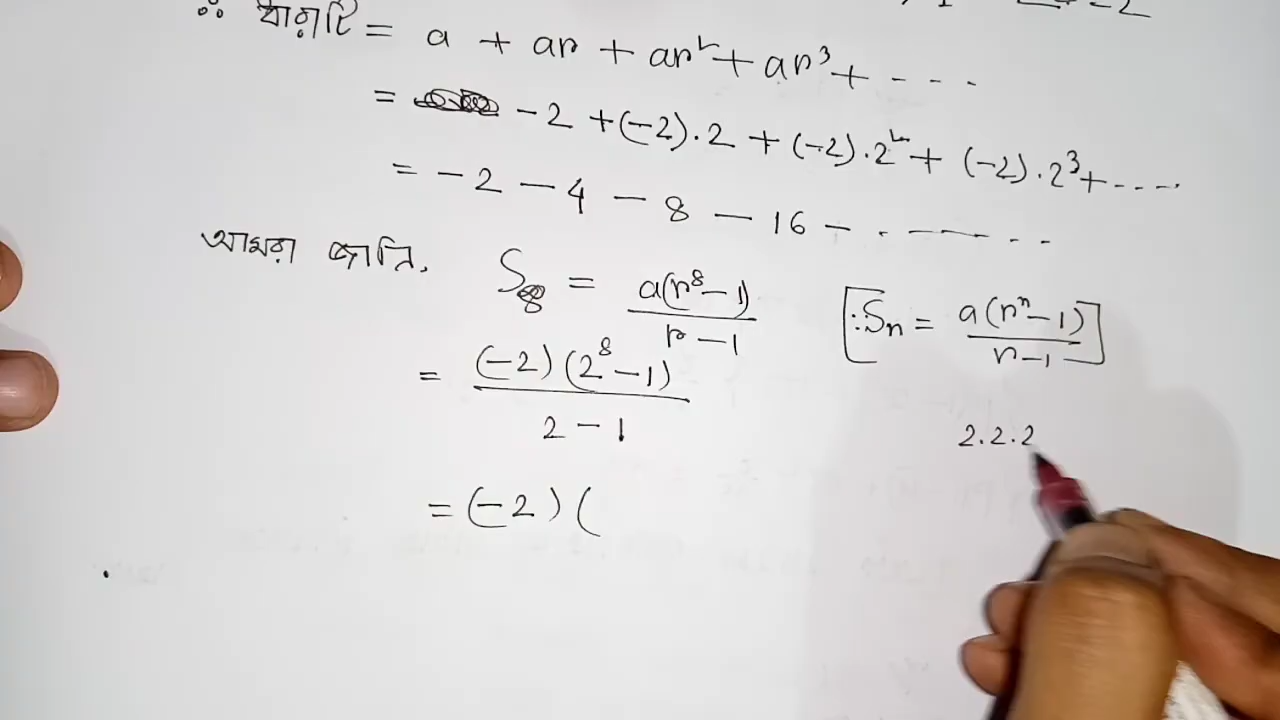 ∴ ধারাটি = a + ar + ar² + ar³ + - - - -
= -2 + (-2).2 + (-2).2² + (-2).2³ + - - - -
= -2 - 4 - 8 - 16 - . — - - -
আমরা জানি, S₈ = a(r⁸-1) / r-1 [∴Sₙ = a(rⁿ-1) / r-1]
= (-2)(2⁸-1) / 2-1
2.2.2
= (-2)(